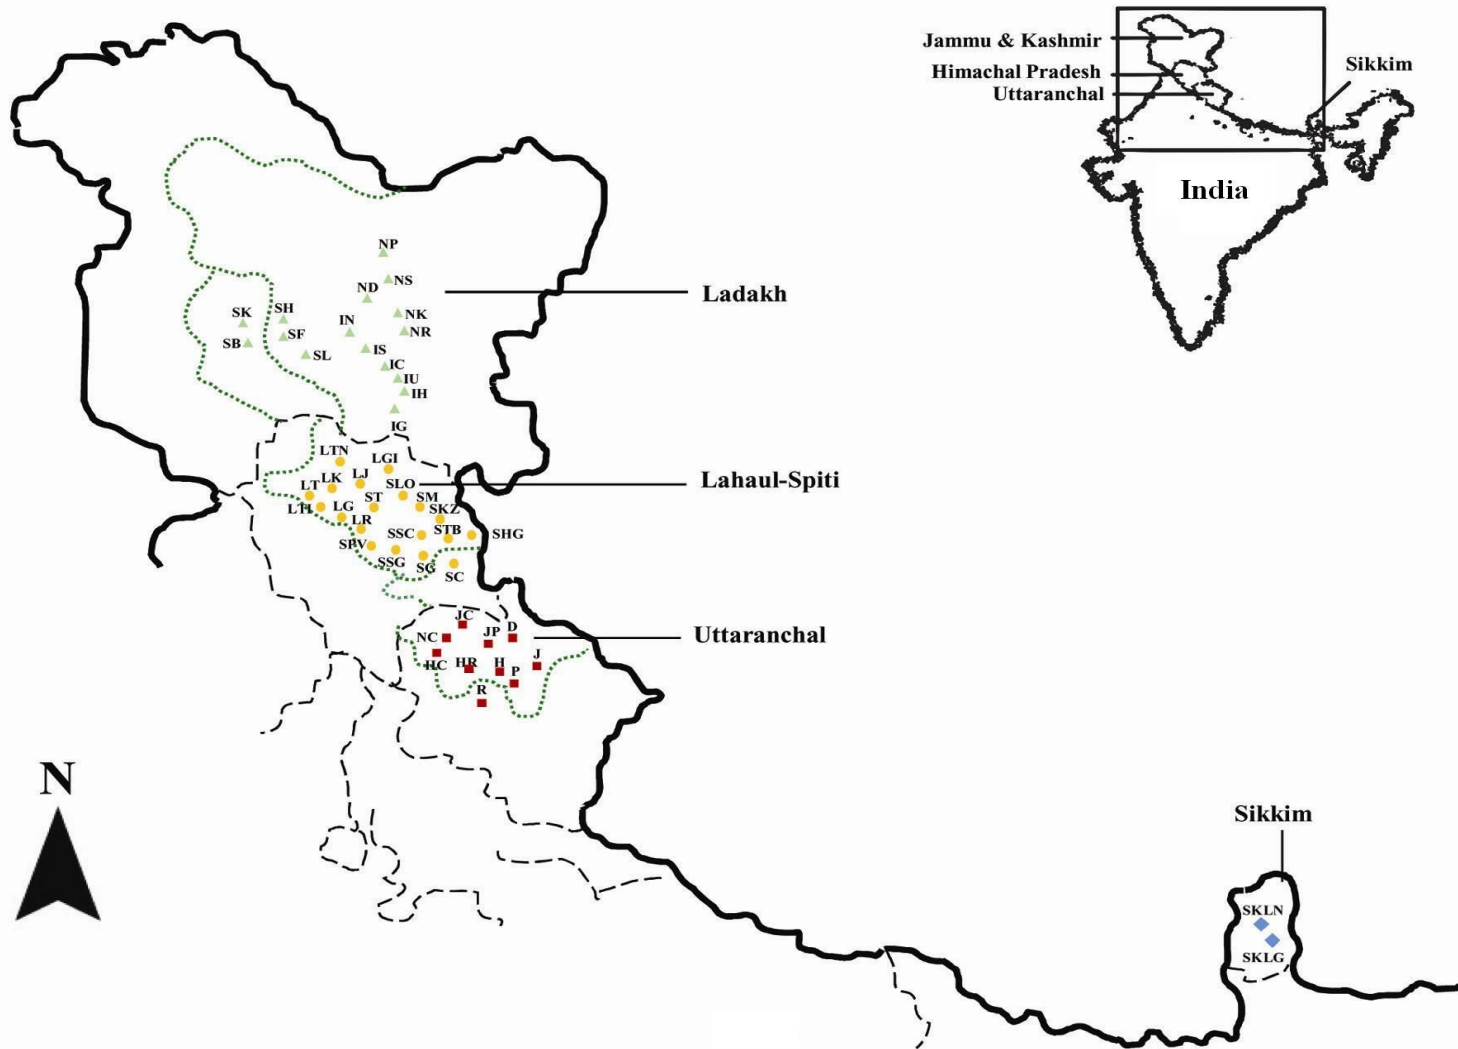 Jammu & Kashmir
Himachal Pradesh
Uttaranchal
Sikkim
India
NP
NS
ND
Ladakh
SK
SH
IN
NK
NR
SF
SB
SL
IS
IC
IU
IH
IG
LTN
LGI
LK
LJ
SLO
Lahaul-Spiti
LT
ST
SM
LTI
LG
SKZ
LR
SSC
STB
SHG
SPV
SSG
SG
SC
JC
D
NC
JP
Uttaranchal
HC
HR
H
J
P
R
N
Sikkim
SKLN
SKLG